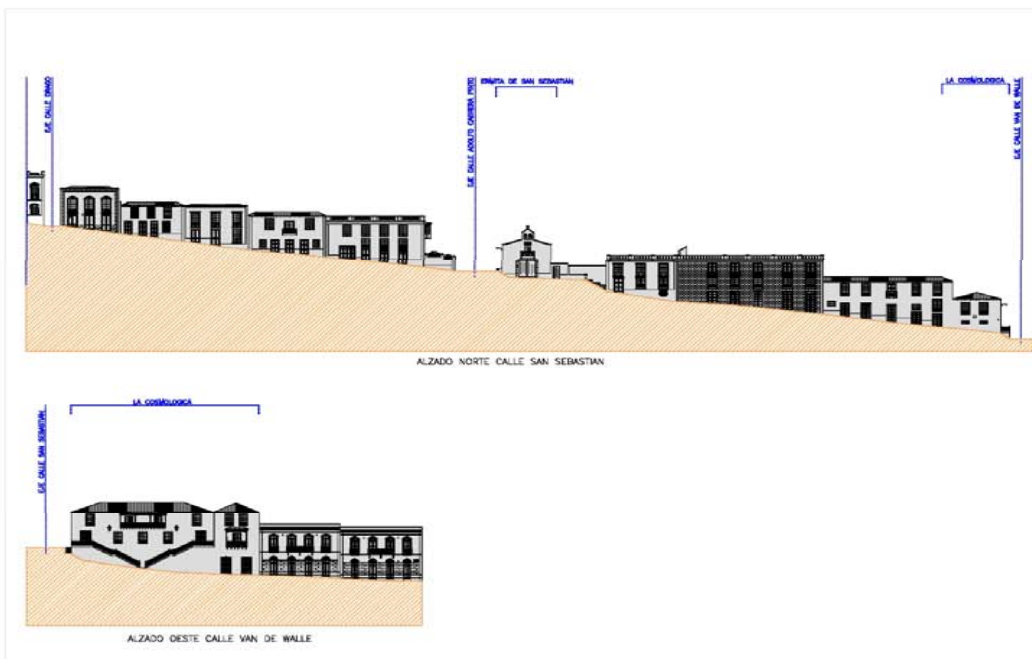 EJE CALLE DRAGO
EJE CALLE ADOLFO CABRERA PINTO
ERMITA DE SAN SEBASTIAN
LA COSMOLOGICA
EJE CALLE VAN DE WALLE
ALZADO NORTE CALLE SAN SEBASTIAN
EJE CALLE SAN SEBASTIAN
LA COSMOLOGICA
ALZADO OESTE CALLE VAN DE WALLE